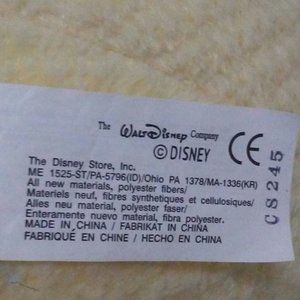 The Walt Disney Company
© DISNEY
CE
The Disney Store, Inc.
ME 1525-ST/PA-5796(ID)/Ohio PA 1378/MA-1336(KR)
All new materials, polyester fibers/
Materiels neuf, fibres synthetiques et cellulosiques/
Alles neu material, polyester faser/
Enteramente nuevo material, fibra polyester.
MADE IN CHINA / FABRIKAT IN CHINA
FABRIQUÉ EN CHINE / HECHO EN CHINA
CS245